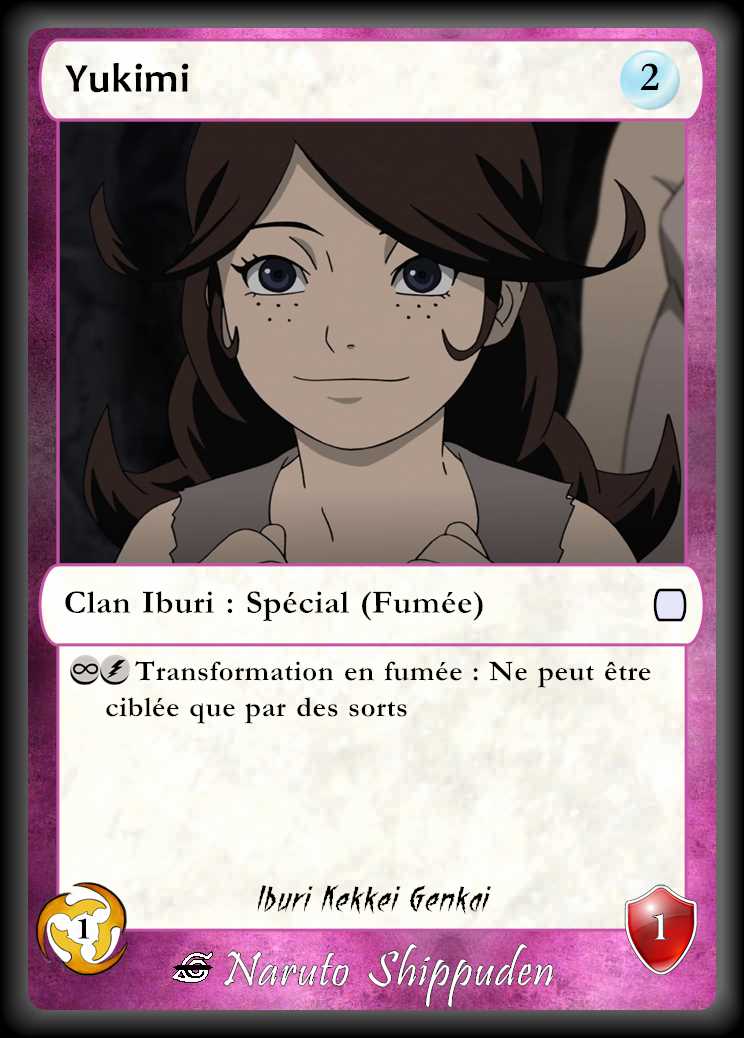 Yukimi
2
Clan Iburi : Spécial (Fumée)
Transformation en fumée : Ne peut être
ciblée que par des sorts
Iburi Kekkei Genkai
1
1
Naruto Shippuden